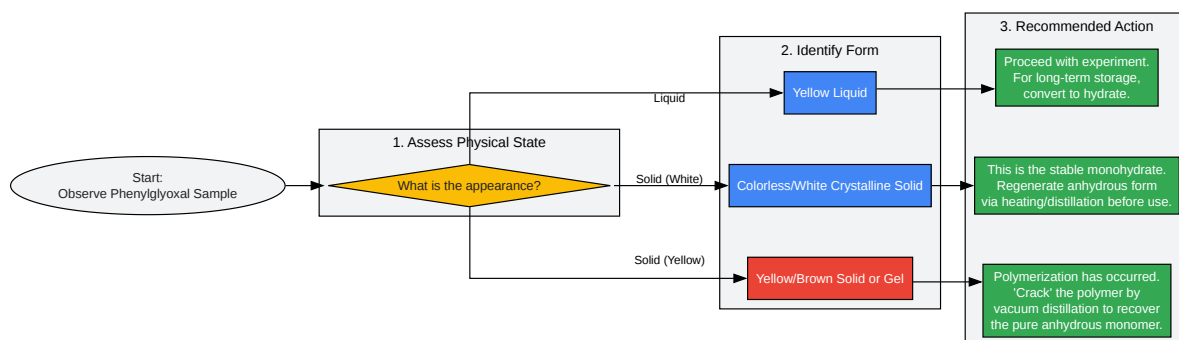 Start:
Observe Phenylglyoxal Sample
1. Assess Physical State
What is the appearance?
Liquid
Solid (White)
Solid (Yellow)
2. Identify Form
Yellow Liquid
Colorless/White Crystalline Solid
Yellow/Brown Solid or Gel
3. Recommended Action
Proceed with experiment.
For long-term storage,
convert to hydrate.
This is the stable monohydrate.
Regenerate anhydrous form
via heating/distillation before use.
Polymerization has occurred.
'Crack' the polymer by
vacuum distillation to recover
the pure anhydrous monomer.